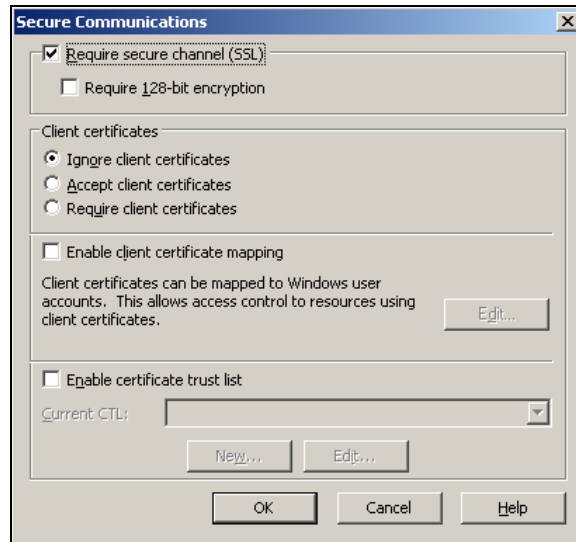 Secure Communications
Require secure channel (SSL)
Require 128-bit encryption
Client certificates
Ignore client certificates
Accept client certificates
Require client certificates
Enable client certificate mapping
Client certificates can be mapped to Windows user
accounts. This allows access control to resources using
client certificates.
Edit...
Enable certificate trust list
Current CTL:
New... Edit...
OK Cancel Help